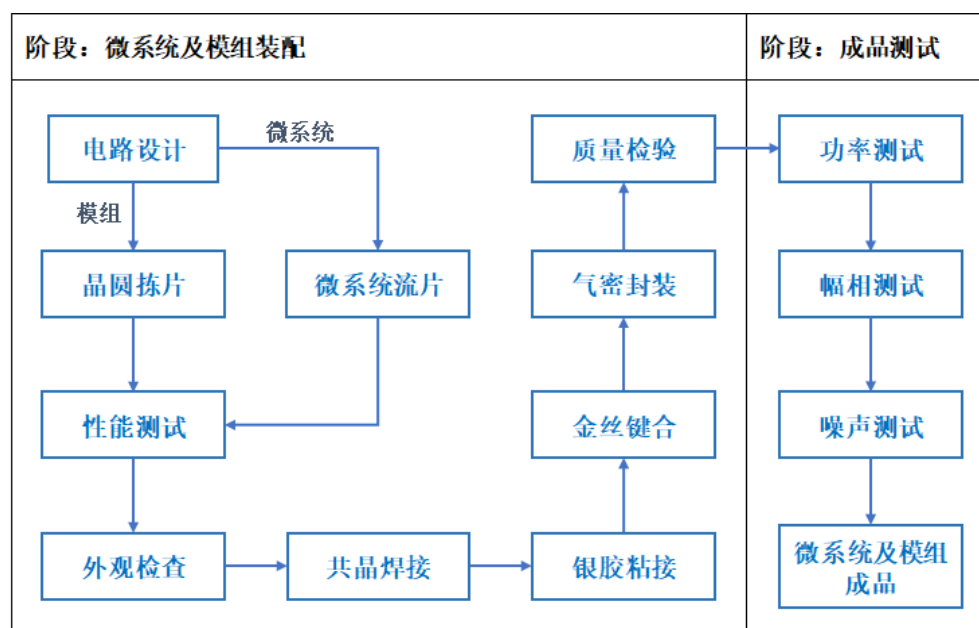 阶段：微系统及模组装配
阶段：成品测试
电路设计
微系统
质量检验
功率测试
模组
晶圆拣片
微系统流片
气密封装
幅相测试
性能测试
金丝键合
噪声测试
外观检查
共晶焊接
银胶粘接
微系统及模组
成品